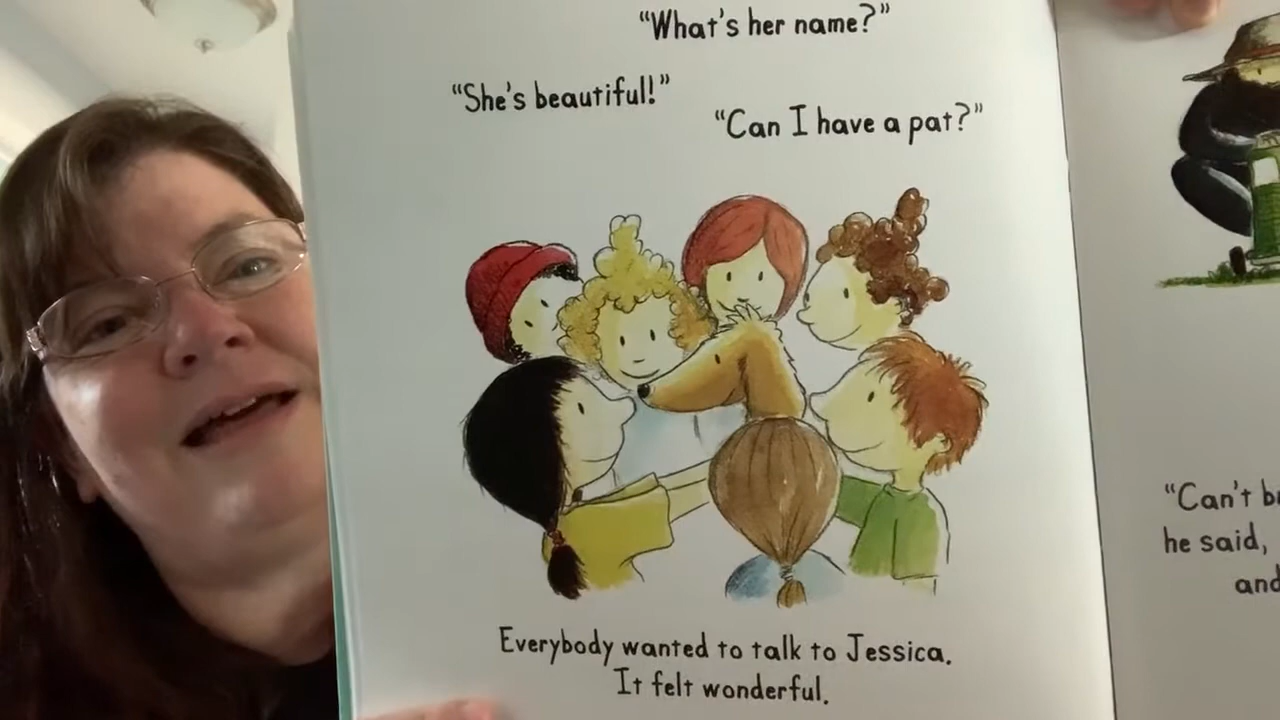 “What's her name?”
“She's beautiful!”
“Can I have a pat?”
Everybody wanted to talk to Jessica.
It felt wonderful.
“Can't
he said,
and